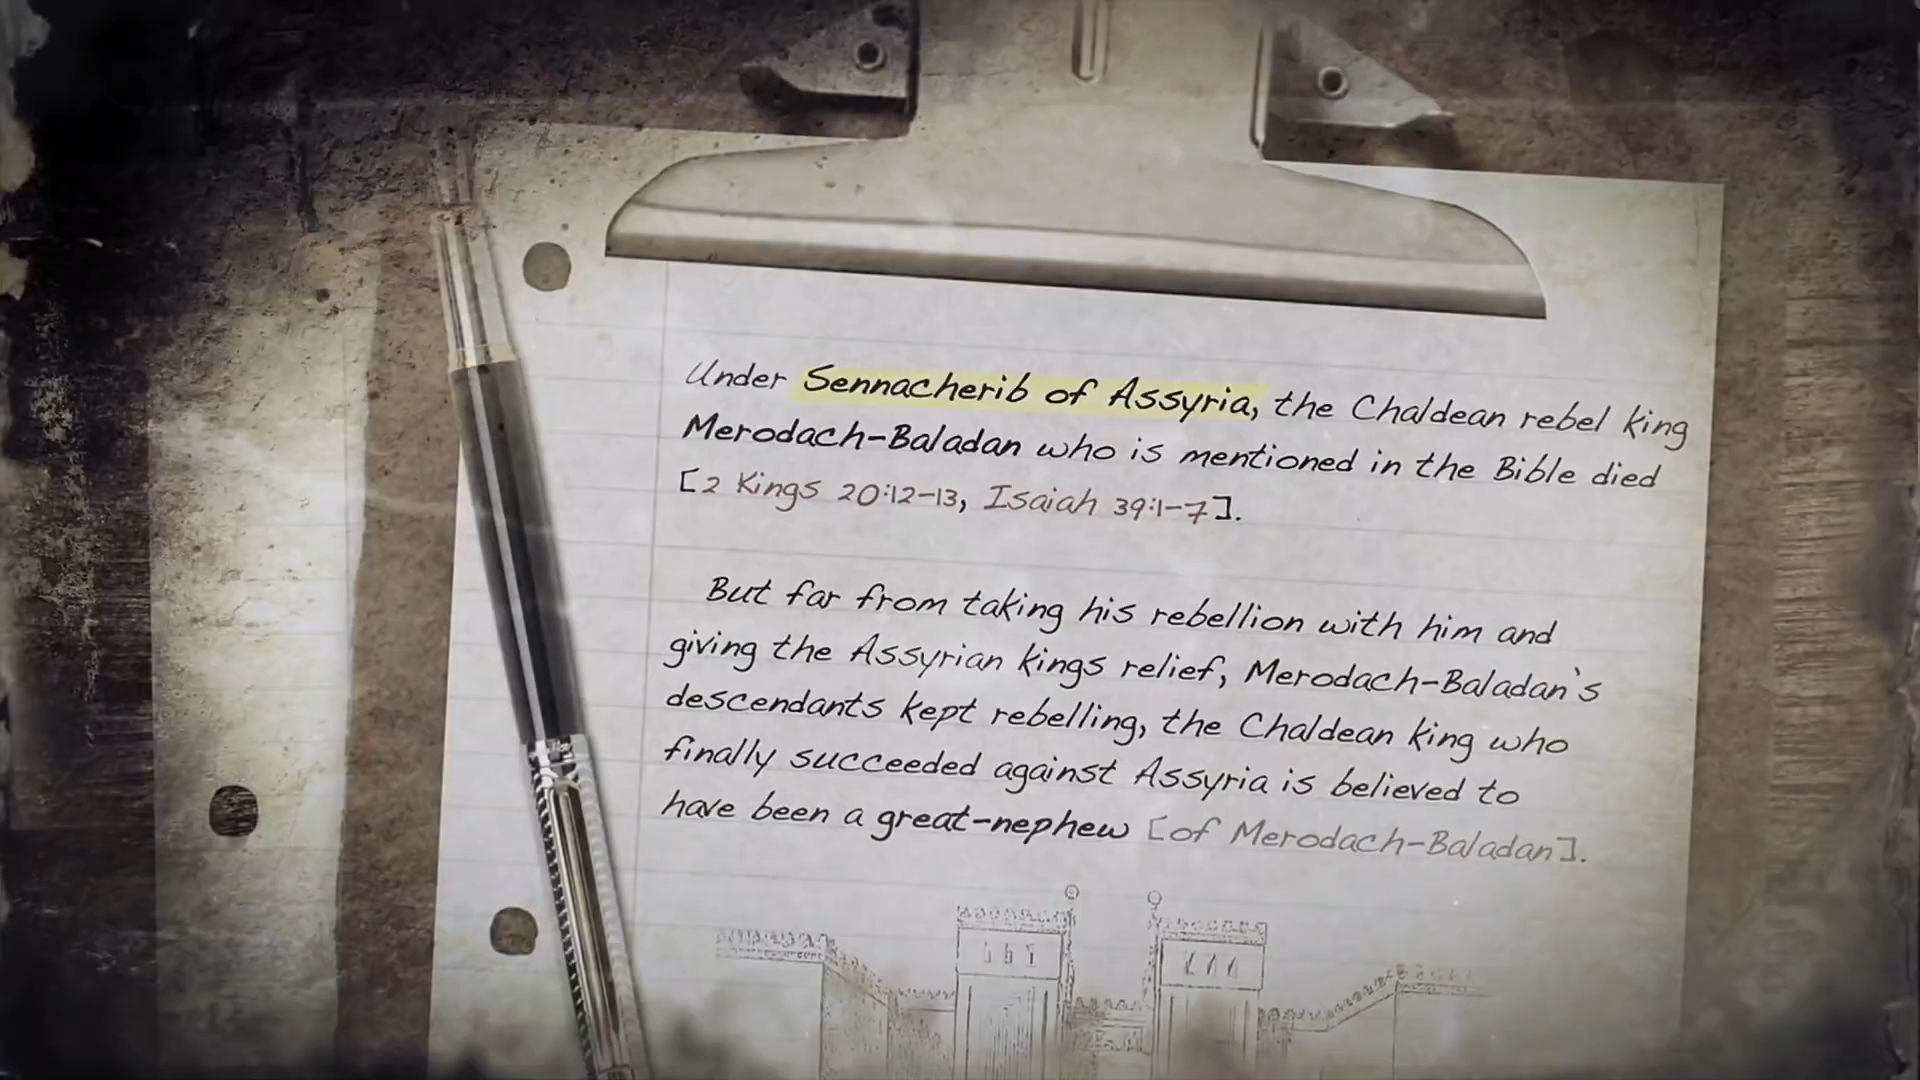 Under Sennacherib of Assyria, the Chaldean rebel king
Merodach-Baladan who is mentioned in the Bible died
[2 Kings 20:12-13, Isaiah 39:1-7].
But far from taking his rebellion with him and
giving the Assyrian kings relief, Merodach-Baladan's
descendants kept rebelling, the Chaldean king who
finally succeeded against Assyria is believed to
have been a great-nephew [of Merodach-Baladan].